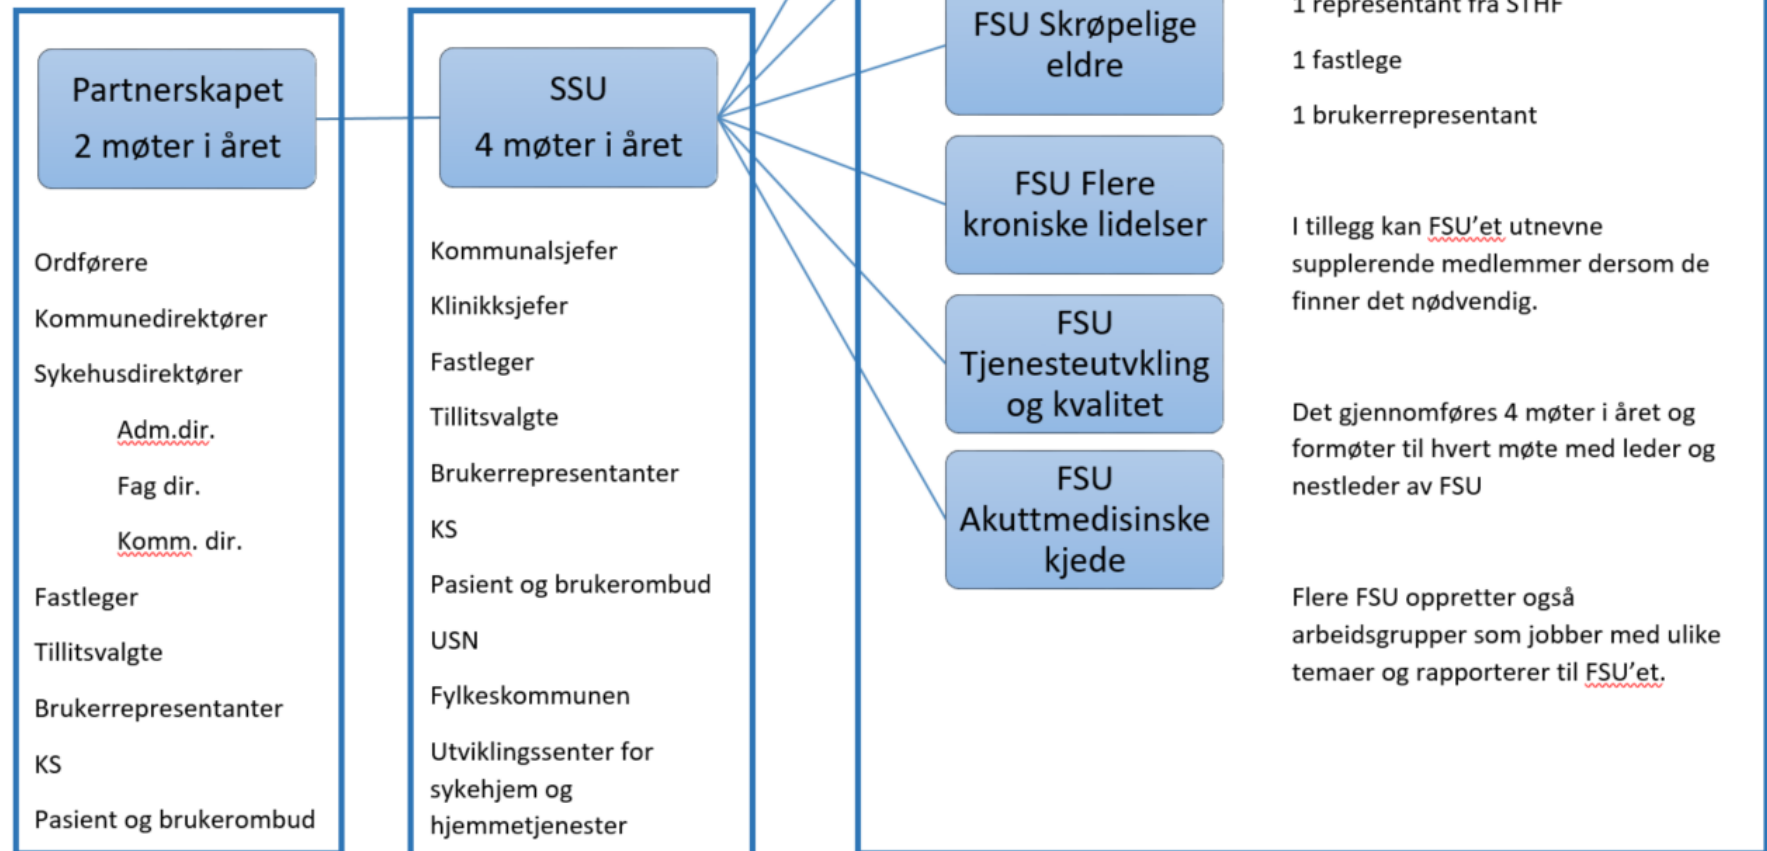 Partnerskapet
2 møter i året
Ordførere
Kommunedirektører
Sykehusdirektører
Adm.dir.
Fag dir.
Komm. dir.
Fastleger
Tillitsvalgte
Brukerrepresentanter
KS
Pasient og brukerombud
SSU
4 møter i året
Kommunalsjefer
Klinikksjefer
Fastleger
Tillitsvalgte
Brukerrepresentanter
KS
Pasient og brukerombud
USN
Fylkeskommunen
Utviklingssenter for
sykehjem og
hjemmetjenester
FSU Skrøpelige
eldre
FSU Flere
kroniske lidelser
FSU
Tjenesteutvkling
og kvalitet
FSU
Akuttmedisinske
kjede
1 representant fra STHF
1 fastlege
1 brukerrepresentant
I tillegg kan FSU’et utnevne
supplerende medlemmer dersom de
finner det nødvendig.
Det gjennomføres 4 møter i året og
formøter til hvert møte med leder og
nestleder av FSU
Flere FSU oppretter også
arbeidsgrupper som jobber med ulike
temaer og rapporterer til FSU’et.